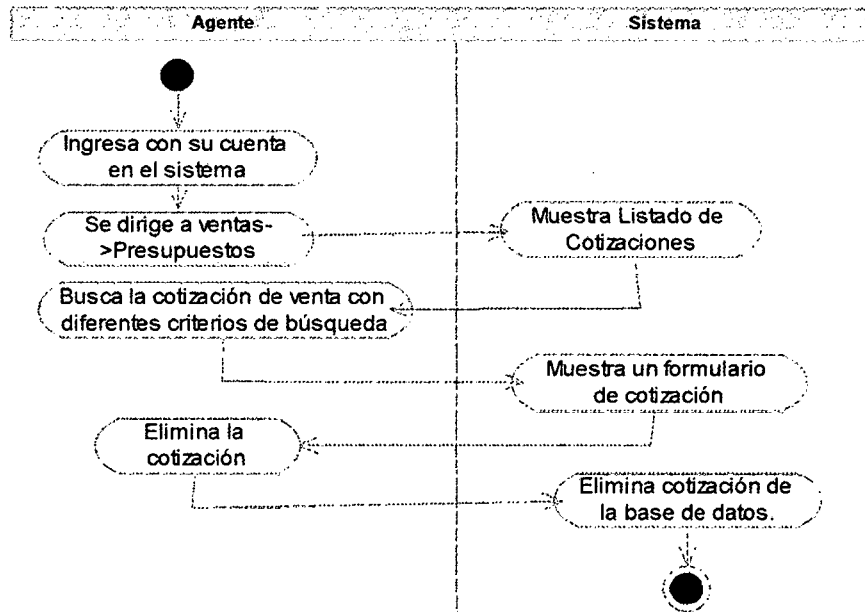 Agente
Sistema
Ingresa con su cuenta
en el sistema
Se dirige a ventas-
>Presupuestos
Muestra Listado de
Cotizaciones
Busca la cotización de venta con
diferentes criterios de búsqueda
Muestra un formulario
de cotización
Elimina la
cotización
Elimina cotización de
la base de datos.